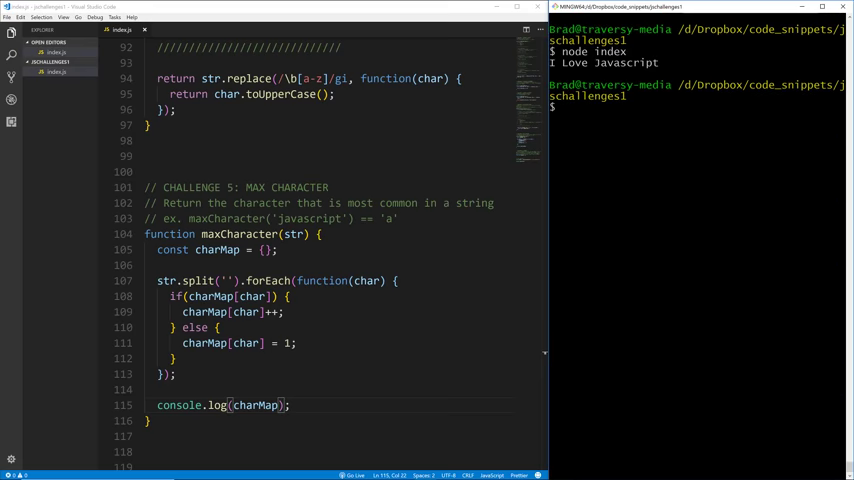 index.js - jschallenges1 - Visual Studio Code
File Edit Selection View Go Debug Tasks Help
EXPLORER
OPEN EDITORS
index.js
JSCHALLENGES1
index.js
index.js
92 ///////////////////////////////
93
94 return str.replace(/\b[a-z]/gi, function(char) {
95 return char.toUpperCase();
96 });
97 }
98
99
100
101 // CHALLENGE 5: MAX CHARACTER
102 // Return the character that is most common in a string
103 // ex. maxCharacter('javascript') == 'a'
104 function maxCharacter(str) {
105 const charMap = {};
106
107 str.split('').forEach(function(char) {
108 if(charMap[char]) {
109 charMap[char]++;
110 } else {
111 charMap[char] = 1;
112 }
113 });
114
115 console.log(charMap);
116 }
117
118
119
0 0
Go Live Ln 115, Col 22 Spaces: 2 UTF-8 CRLF JavaScript Prettier
MINGW64:/d/Dropbox/code_snippets/jschallenges1
Brad@traversy-media /d/Dropbox/code_snippets/j
schallenges1
$ node index
I Love Javascript
Brad@traversy-media /d/Dropbox/code_snippets/j
schallenges1
$